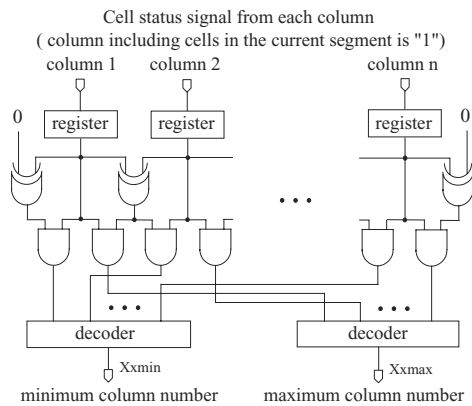 Cell status signal from each column
( column including cells in the current segment is "1")
column 1 column 2 column n
0 register register register 0
• • •
• • • • • •
decoder decoder
Xxmin Xxmax
minimum column number maximum column number